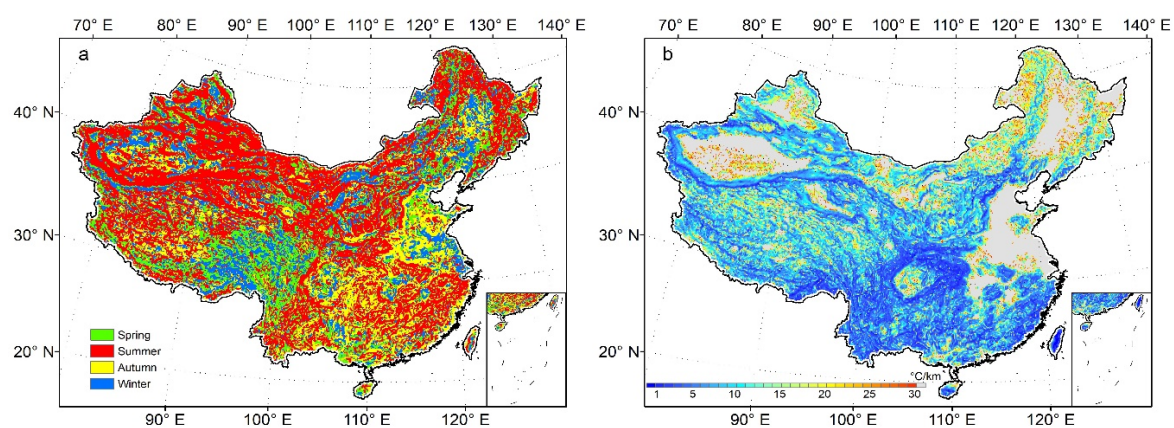 70° E 80° E 90° E 100° E 110° E 120° E 130° E 140° E
a
40° N
30° N
20° N
Spring
Summer
Autumn
Winter
90° E 100° E 110° E 120° E
70° E 80° E 90° E 100° E 110° E 120° E 130° E 140° E
b
40° N
30° N
20° N
°C/km
1 5 10 15 20 25 30
90° E 100° E 110° E 120° E